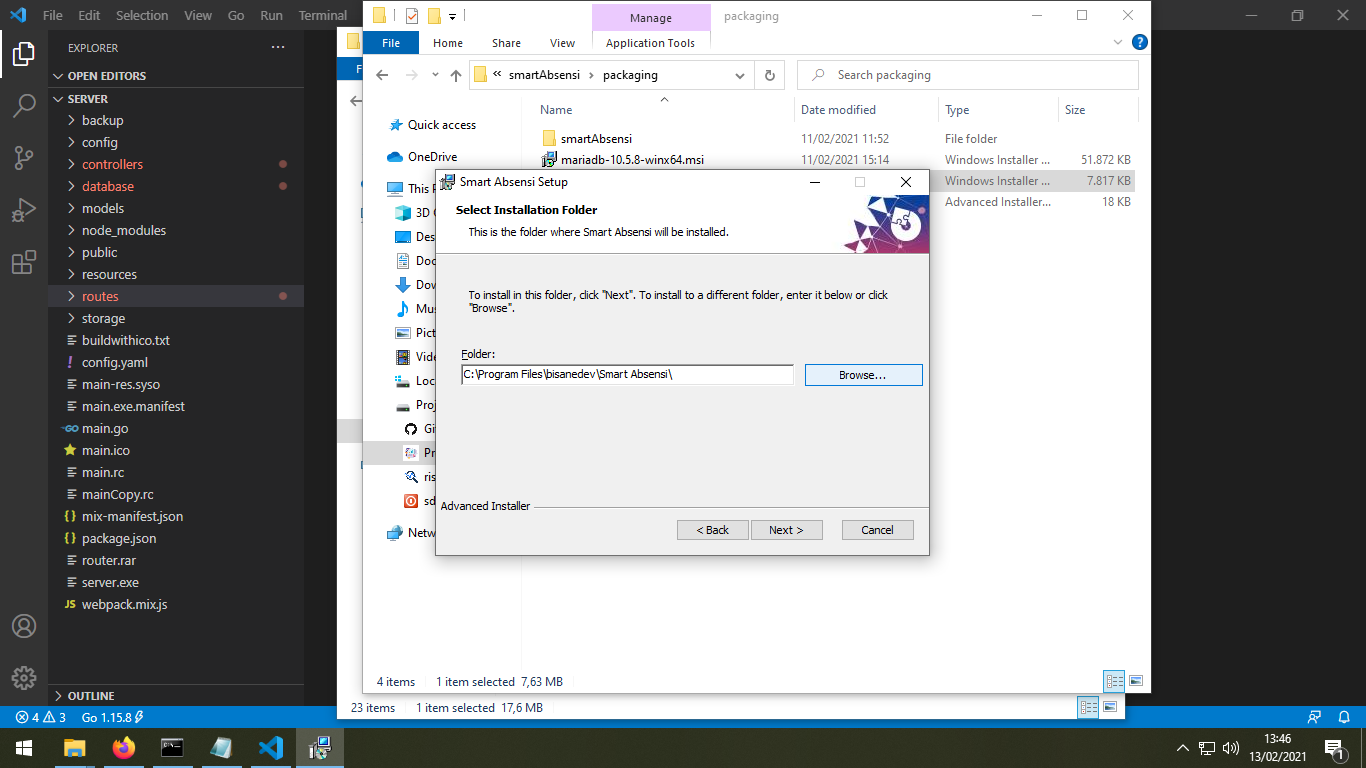 File Edit Selection View Go Run Terminal
EXPLORER
OPEN EDITORS
SERVER
backup
config
controllers
database
models
node_modules
public
resources
routes
storage
buildwithico.txt
config.yaml
main-res.syso
main.exe.manifest
main.go
main.ico
main.rc
mainCopy.rc
mix-manifest.json
package.json
router.rar
server.exe
webpack.mix.js
OUTLINE
4 3 Go 1.15.8
Manage packaging
File Home Share View Application Tools
smartAbsensi packaging
Search packaging
Name Date modified Type Size
Quick access
OneDrive
This P
3D
Des
Doc
Dow
Mus
Pict
Vide
Loc
Proj
Gi
Pr
ris
sd
Netw
smartAbsensi 11/02/2021 11:52 File folder
mariadb-10.5.8-winx64.msi 11/02/2021 15:14 Windows Installer ... 51.872 KB
Windows Installer ... 7.817 KB
Advanced Installer... 18 KB
Smart Absensi Setup
Select Installation Folder
This is the folder where Smart Absensi will be installed.
To install in this folder, click "Next". To install to a different folder, enter it below or click
"Browse".
Folder:
C:\Program Files\bisanedev\Smart Absensi\
Browse...
Advanced Installer
< Back Next > Cancel
4 items 1 item selected 7,63 MB
23 items 1 item selected 17,6 MB
13:46
13/02/2021
1